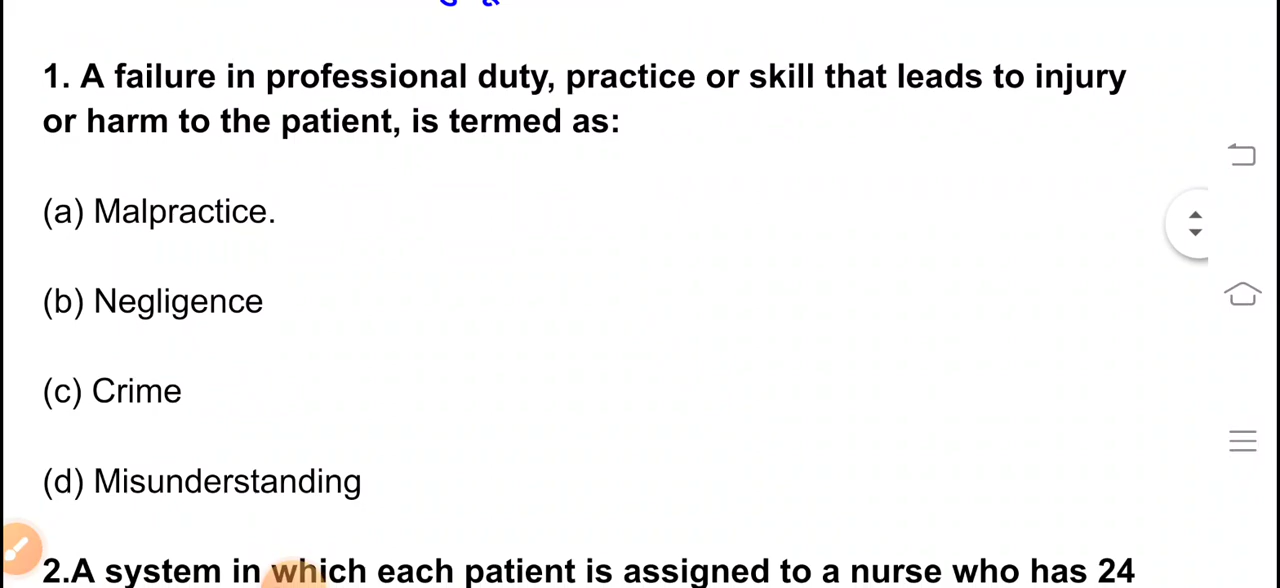 1. A failure in professional duty, practice or skill that leads to injury
or harm to the patient, is termed as:
(a) Malpractice.
(b) Negligence
(c) Crime
(d) Misunderstanding
2.A system in which each patient is assigned to a nurse who has 24